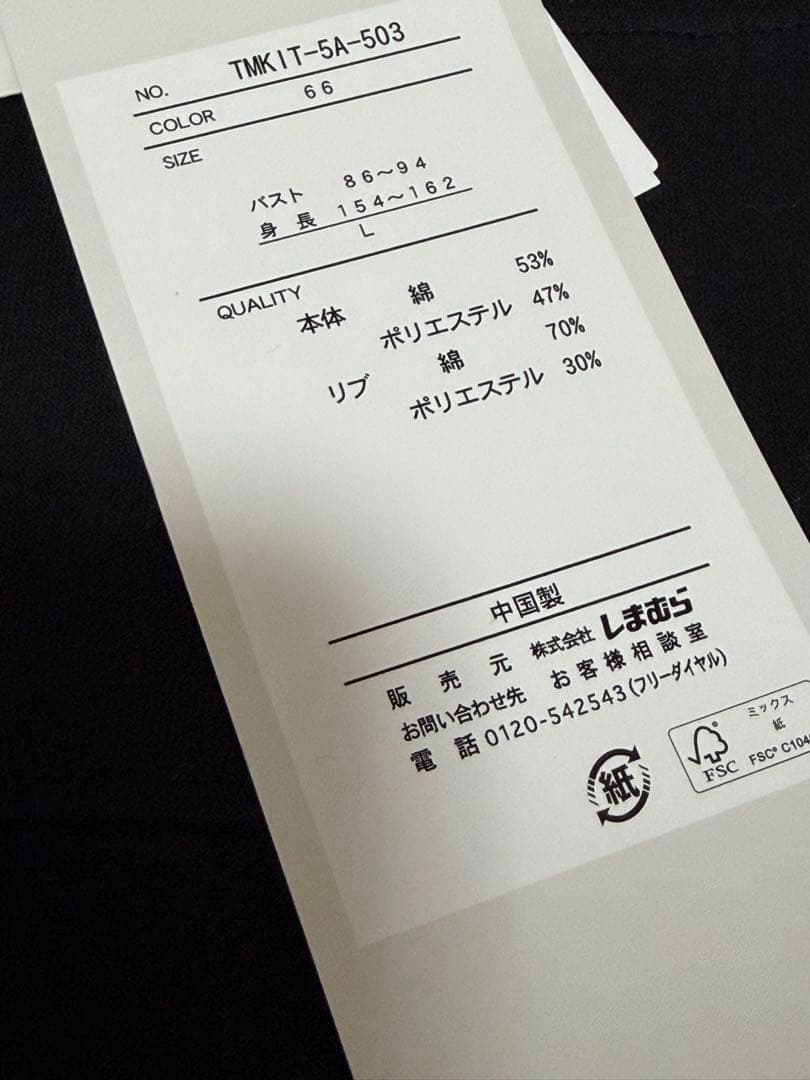 NO. TMKIT-5A-503
COLOR 66
SIZE
バスト 86～94
身長 154～162
L
QUALITY
本体 綿 53%
ポリエステル 47%
リブ 綿 70%
ポリエステル 30%
中国製
販売元 株式会社 しまむら
お問い合わせ先 お客様相談室
電話 0120-542543(フリーダイヤル)
紙
FSC
ミックス
紙
FSC® C104